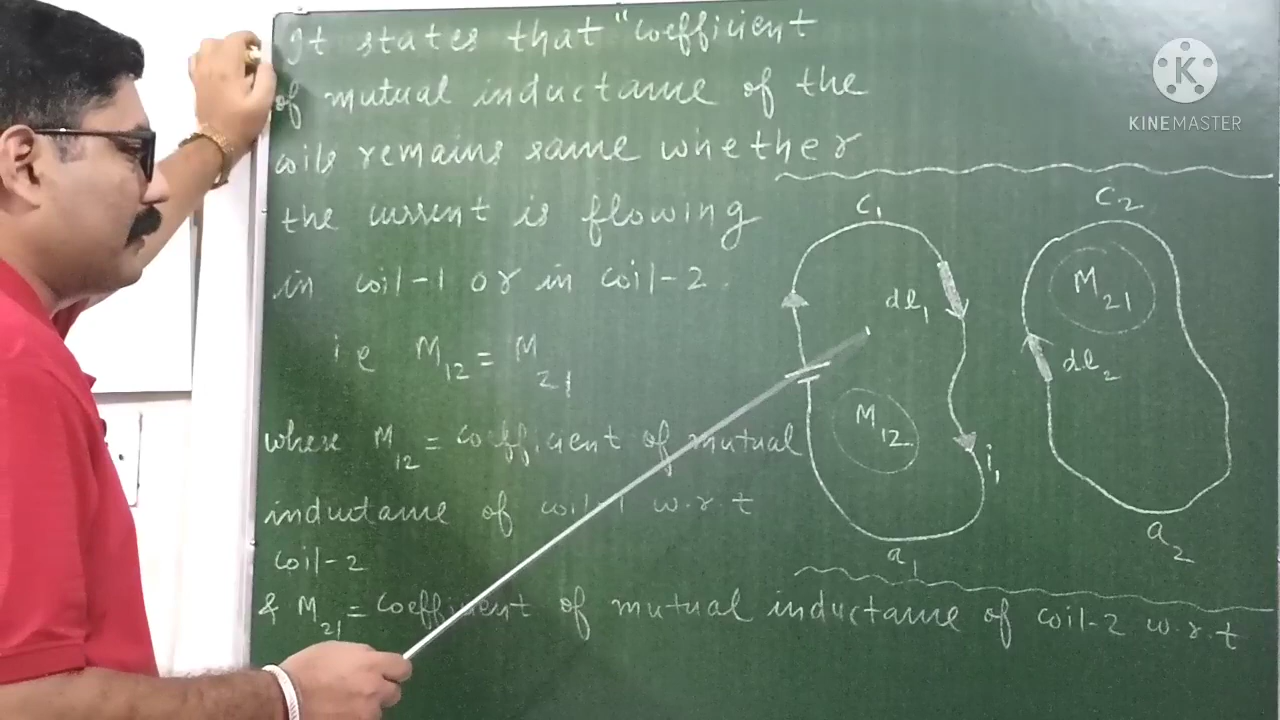 It states that "coefficient
of mutual inductance of the
coils remains same whether
the current is flowing
in coil-1 or in coil-2.
ie M12 = M21
where M12 = coefficient of mutual
inductance of coil-1 w.r.t
coil-2
& M21 = coefficient of mutual inductance of coil-2 w.r.t
C1
C2
dl1
M21
dl2
M12
i1
a1
a2
K
KINEMASTER